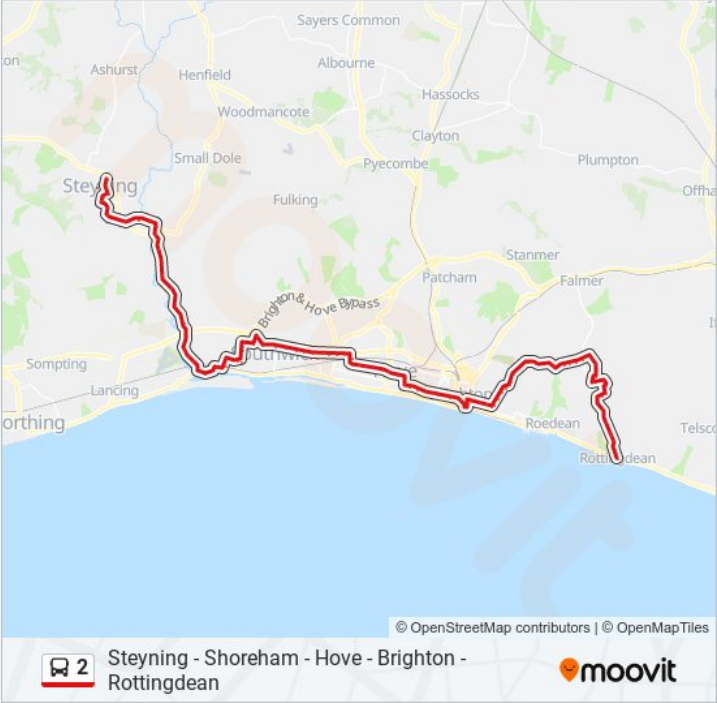 Sayers Common
Ashurst
Albourne
Henfield
Hassocks
Woodmancote
Clayton
Small Dole
Pyecombe
Plumpton
Steyning
Fulking
Stanmer
Patcham
Falmer
Brighton & Hove Bypass
Sompting
Lancing
Roedean
Rottingdean
© OpenStreetMap contributors | © OpenMapTiles
2
Steyning - Shoreham - Hove - Brighton -
Rottingdean
moovit